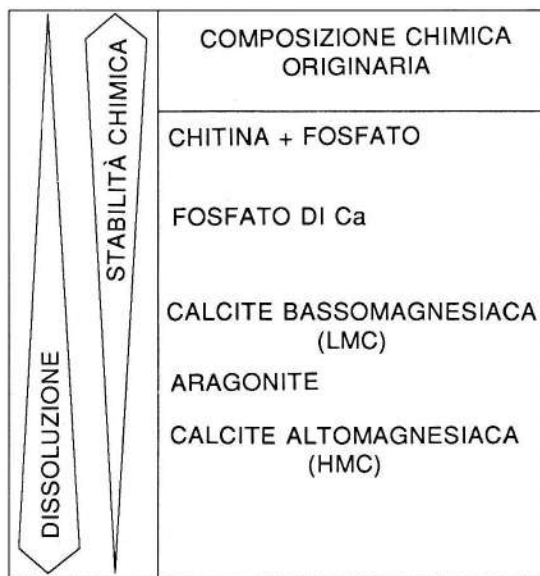 DISSOLUZIONE
STABILITÀ CHIMICA
COMPOSIZIONE CHIMICA
ORIGINARIA
CHITINA + FOSFATO
FOSFATO DI Ca
CALCITE BASSOMAGNESIACA
(LMC)
ARAGONITE
CALCITE ALTOMAGNESIACA
(HMC)